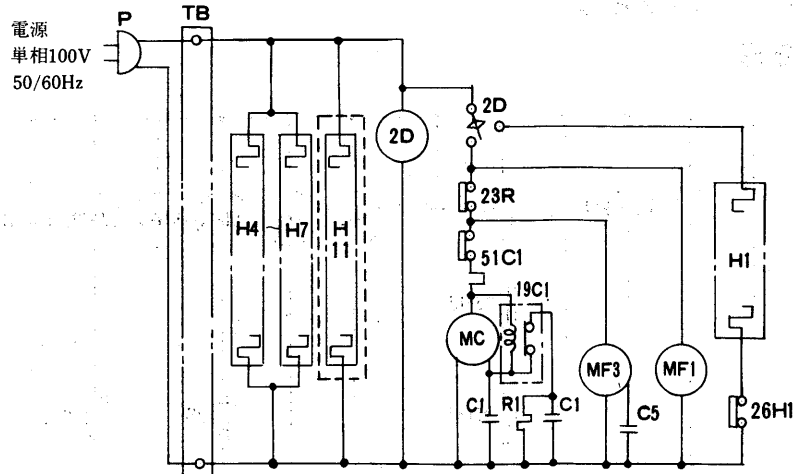 電源
単相100V
50/60Hz
P
TB
2D
2D
23R
51C1
19C1
H4
~
H7
H
11
H1
MC
C1
R1
C1
MF3
C5
MF1
26H1